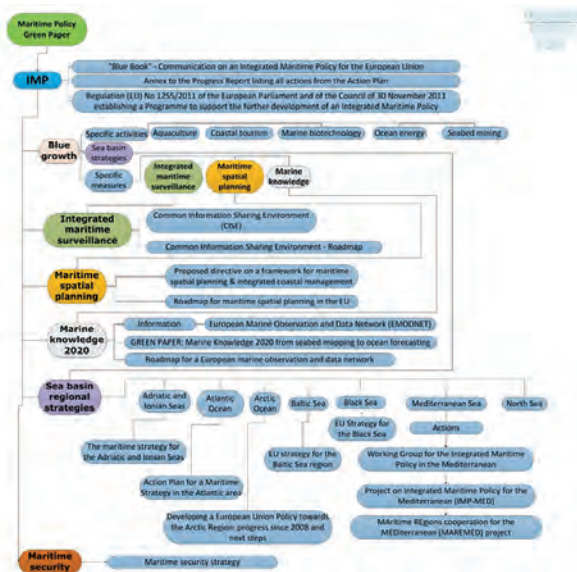 Maritime Policy
Green Paper
IMP
"Blue Book" - Communication on an Integrated Maritime Policy for the European Union
Annex to the Progress Report listing all actions from the Action Plan
Regulation (EU) No 1255/2011 of the European Parliament and of the Council of 30 November 2011
establishing a Programme to support the further development of an Integrated Maritime Policy
Blue
growth
Specific activities
Aquaculture
Coastal tourism
Marine biotechnology
Ocean energy
Seabed mining
Sea basin
strategies
Specific
measures
Integrated
maritime
surveillance
Maritime
spatial
planning
Marine
knowledge
Integrated
maritime
surveillance
Common Information Sharing Environment
(CISE)
Common Information Sharing Environment - Roadmap
Maritime
spatial
planning
Proposed directive on a framework for maritime
spatial planning & integrated coastal management
Roadmap for maritime spatial planning in the EU
Marine
knowledge
2020
Information
European Marine Observation and Data Network (EMODNET)
GREEN PAPER: Marine Knowledge 2020 from seabed mapping to ocean forecasting
Roadmap for a European marine observation and data network
Sea basin
regional
strategies
Adriatic and
Ionian Seas
Atlantic
Ocean
Arctic
Ocean
Baltic Sea
Black Sea
Mediterranean Sea
North Sea
The maritime strategy for
the Adriatic and Ionian Seas
Action Plan for a Maritime
Strategy in the Atlantic area
Developing a European Union Policy towards
the Arctic Region: progress since 2008 and
next steps
EU strategy for the
Baltic Sea region
EU Strategy for
the Black Sea
Actions
Working Group for the Integrated Maritime
Policy in the Mediterranean
Project on Integrated Maritime Policy for the
Mediterranean (IMP-MED)
MAritime REgions cooperation for the
MEDiterranean (MAREMED) project
Maritime
security
Maritime security strategy